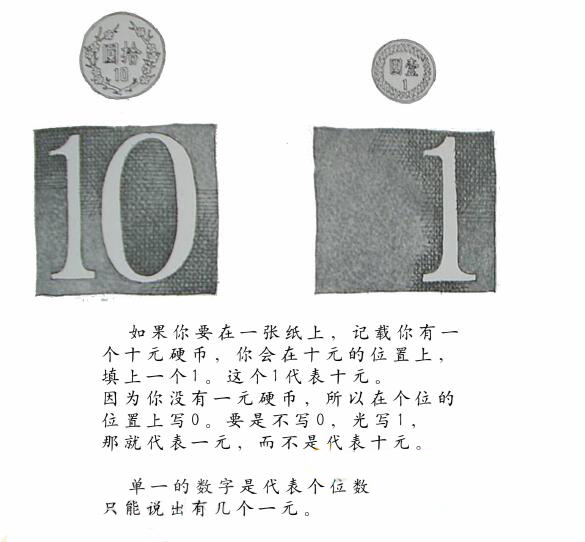 拾圓
10
壹圓
1
10
1
如果你要在一张纸上，记载你有一
个十元硬币，你会在十元的位置上，
填上一个1。这个1代表十元。
因为你没有一元硬币，所以在个位的
位置上写0。要是不写0，光写1，
那就代表一元，而不是代表十元。
单一的数字是代表个位数
只能说出有几个一元。